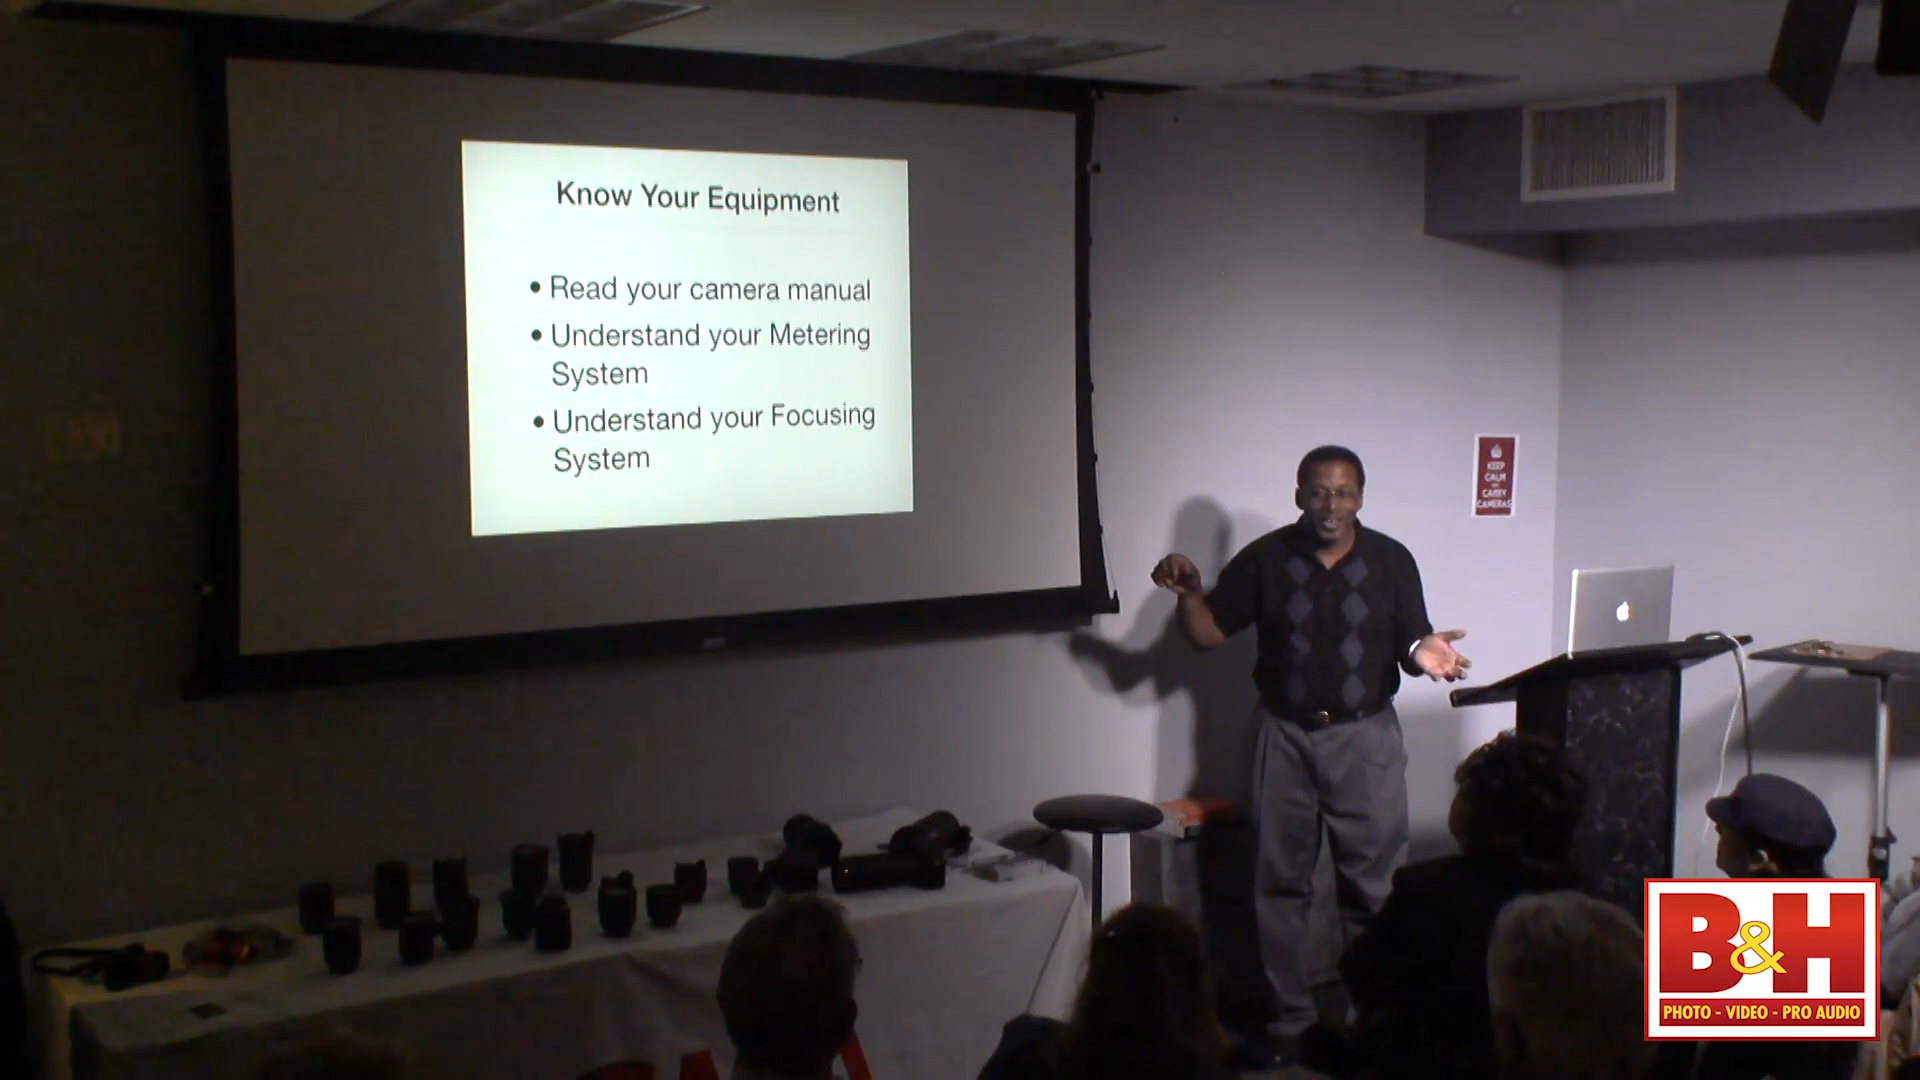 Know Your Equipment
• Read your camera manual
• Understand your Metering
System
• Understand your Focusing
System
KEEP
CALM
AND
CARRY
CAMERAS
B&H
PHOTO - VIDEO - PRO AUDIO